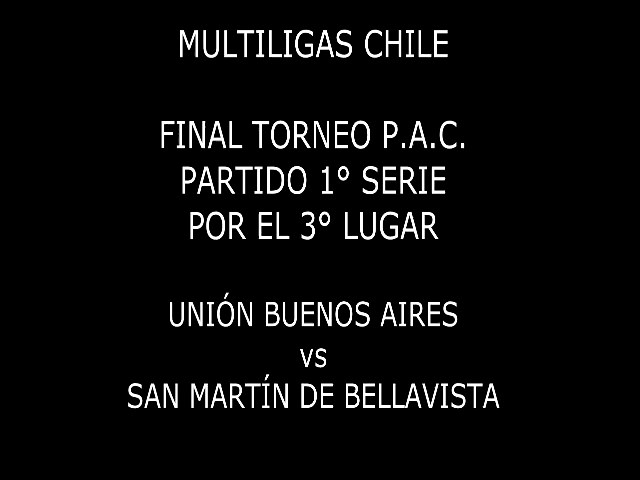 MULTILIGAS CHILE
FINAL TORNEO P.A.C.
PARTIDO 1° SERIE
POR EL 3° LUGAR
UNIÓN BUENOS AIRES
vs
SAN MARTÍN DE BELLAVISTA